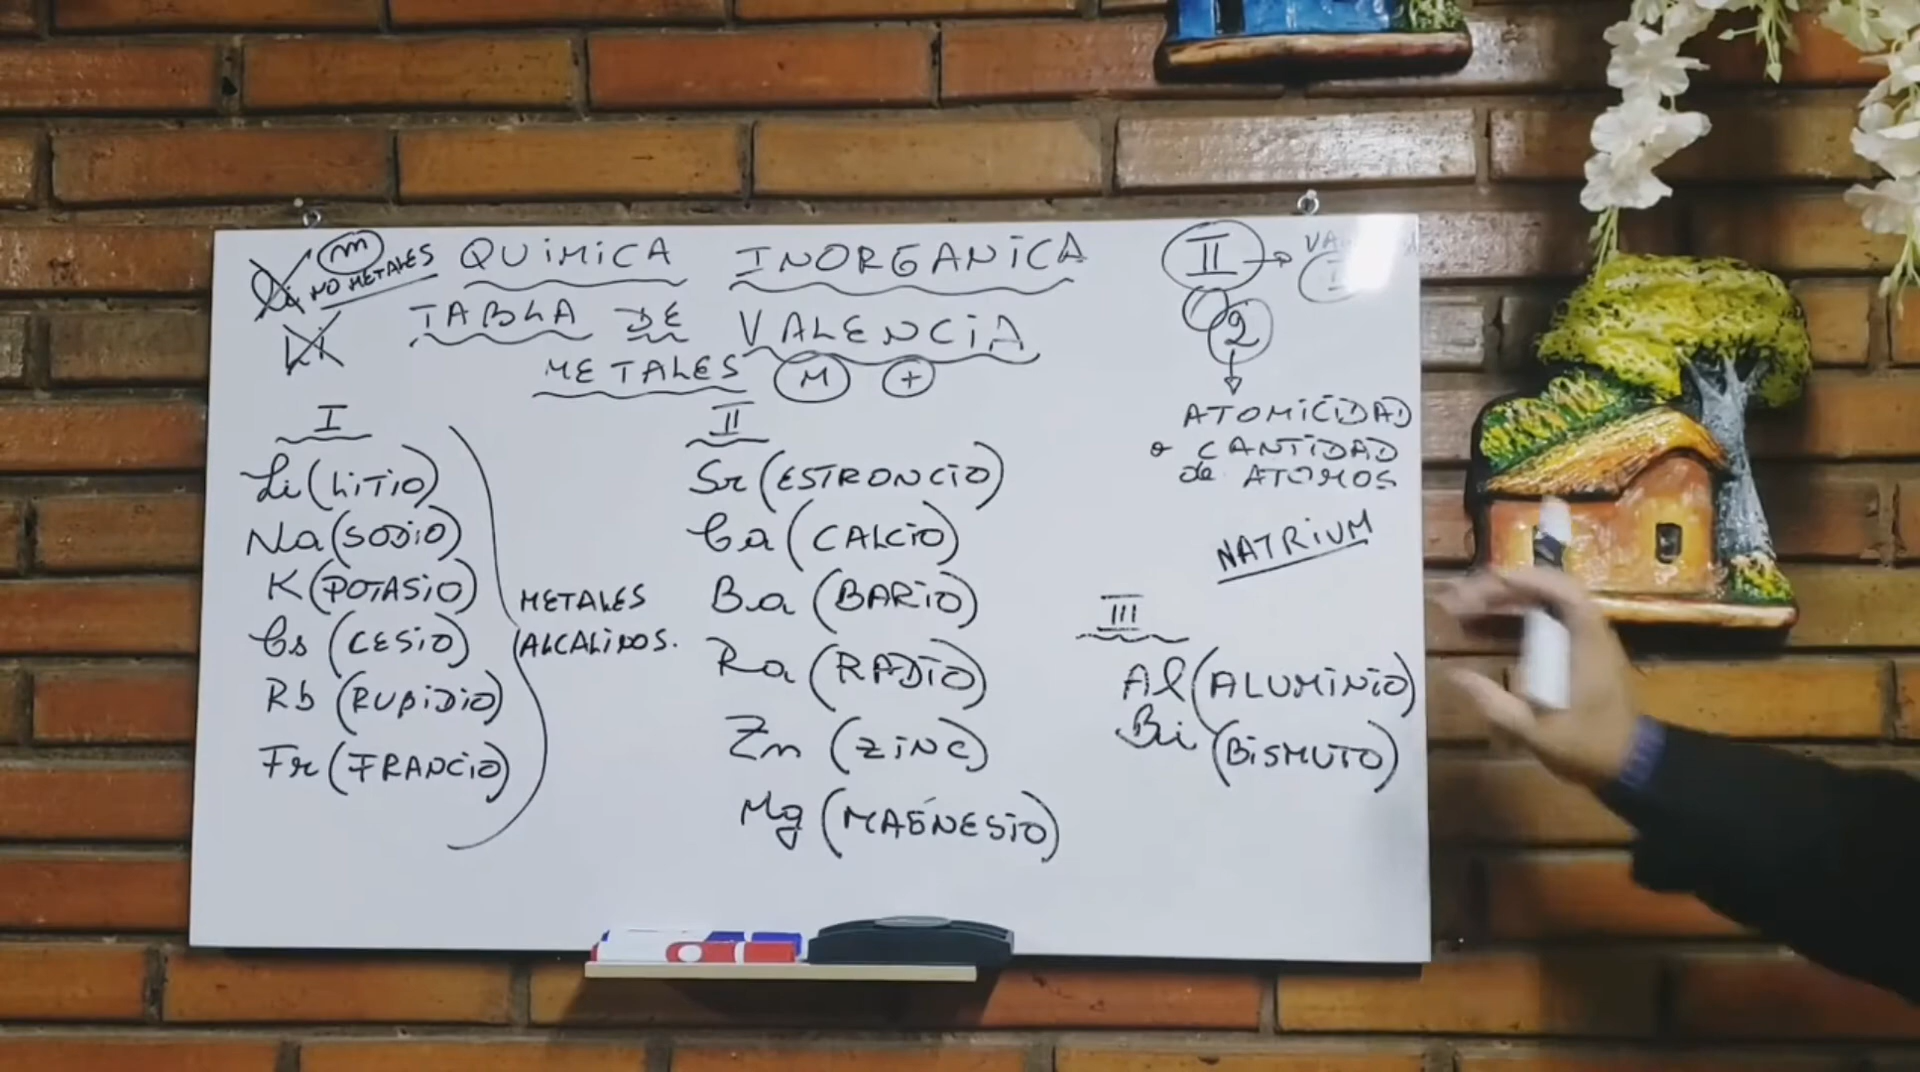 m
NO METALES
QUiMiCA INORGANiCA
TABLA DE VALENCiA
METALES M +
Li
I
Li (LiTiO)
Na (SODiO)
K (POTASiO)
Cs (CESiO)
Rb (RUBiDiO)
Fr (FRANCiO)
METALES
ALCALINOS.
II
Sr (ESTRONCiO)
Ca (CALCiO)
Ba (BARiO)
Ra (RADiO)
Zn (ZiNC)
Mg (MAGNESiO)
II →
2
ATOMiCiDAD
o CANTiDAD
de ATOMOS
NATRiUM
III
Al (ALUMiNiO)
Bi (BiSMUTO)